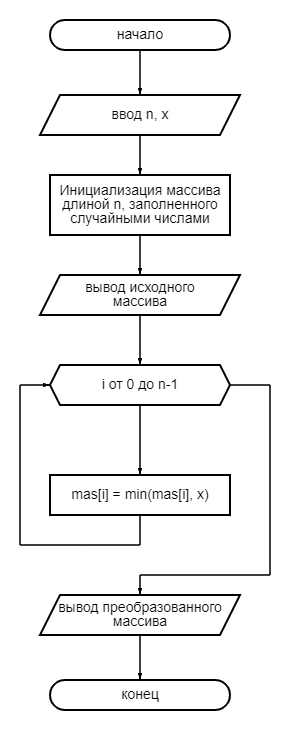 начало
ввод n, x
Инициализация массива
длиной n, заполненного
случайными числами
вывод исходного
массива
i от 0 до n-1
mas[i] = min(mas[i], x)
вывод преобразованного
массива
конец